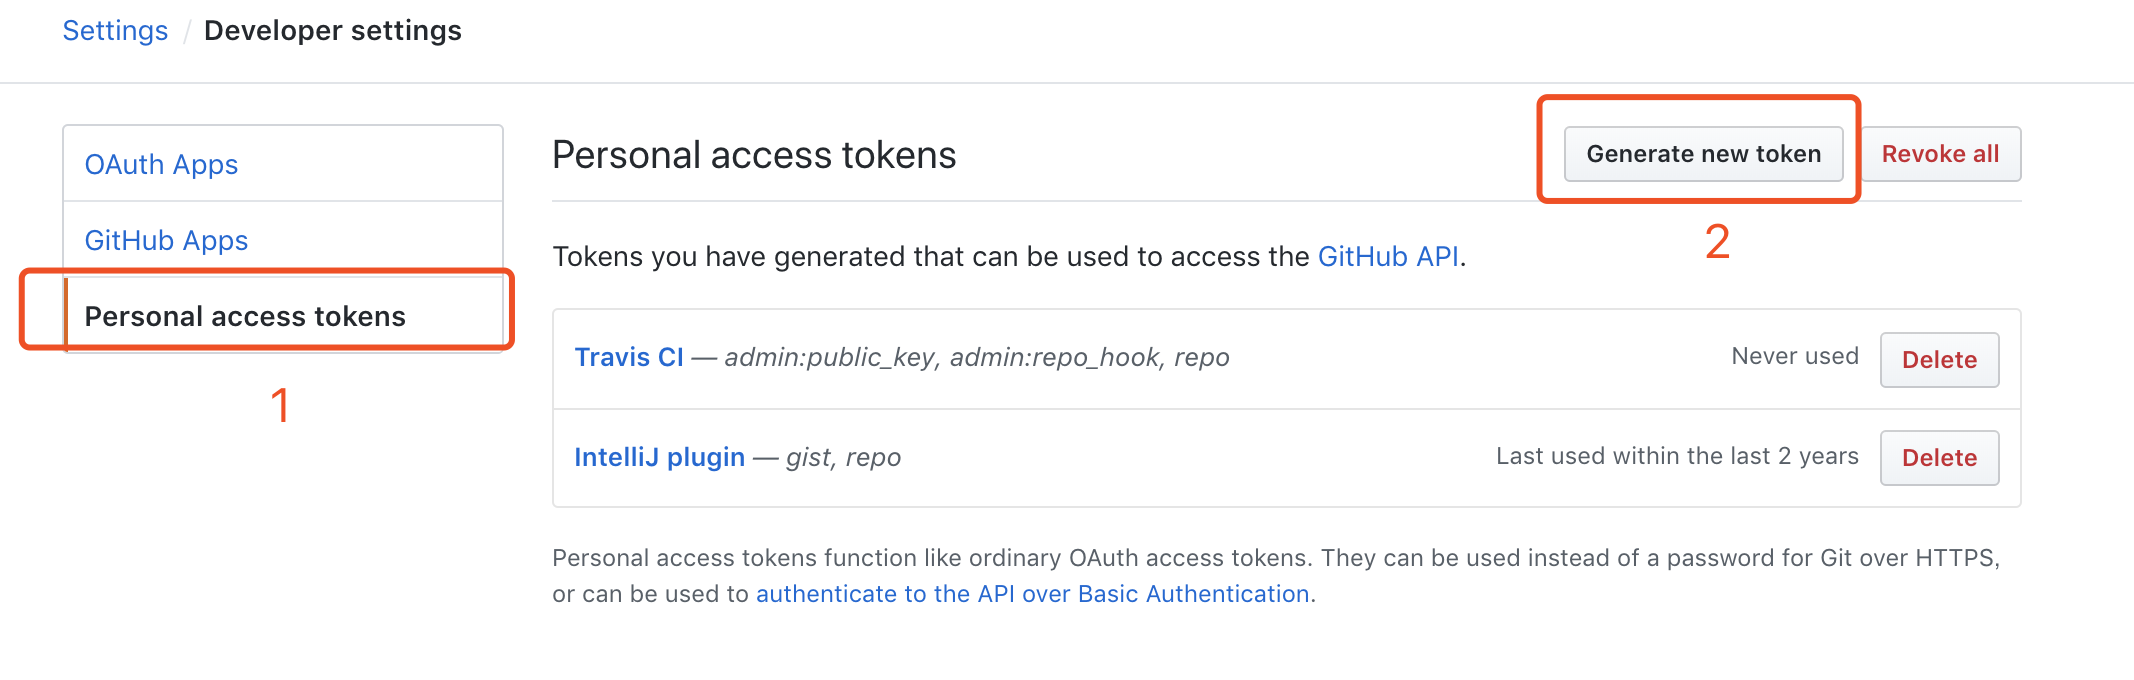 Settings / Developer settings
OAuth Apps
GitHub Apps
Personal access tokens
1
Personal access tokens
Generate new token
Revoke all
2
Tokens you have generated that can be used to access the GitHub API.
Travis CI — admin:public_key, admin:repo_hook, repo
Never used
Delete
IntelliJ plugin — gist, repo
Last used within the last 2 years
Delete
Personal access tokens function like ordinary OAuth access tokens. They can be used instead of a password for Git over HTTPS,
or can be used to authenticate to the API over Basic Authentication.